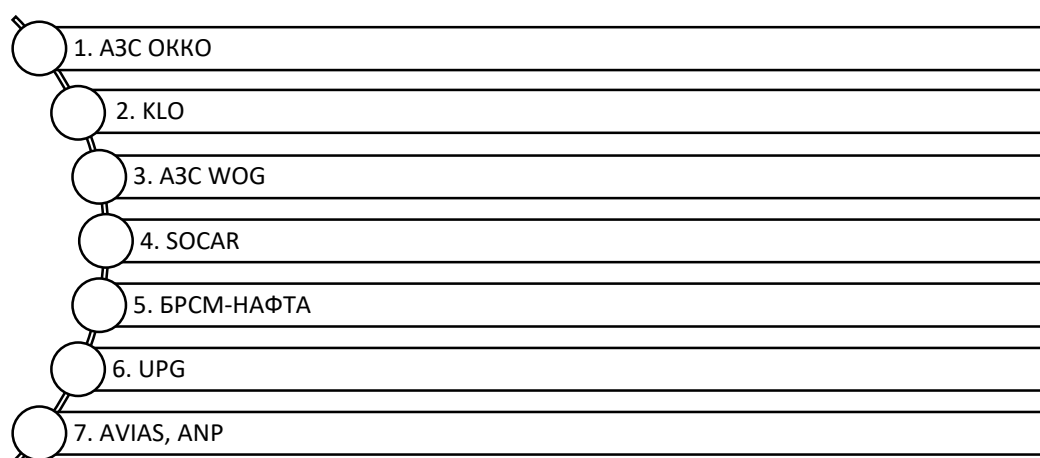 1. АЗС ОККО
2. KLO
3. АЗС WOG
4. SOCAR
5. БРСМ-НАФТА
6. UPG
7. AVIAS, ANP